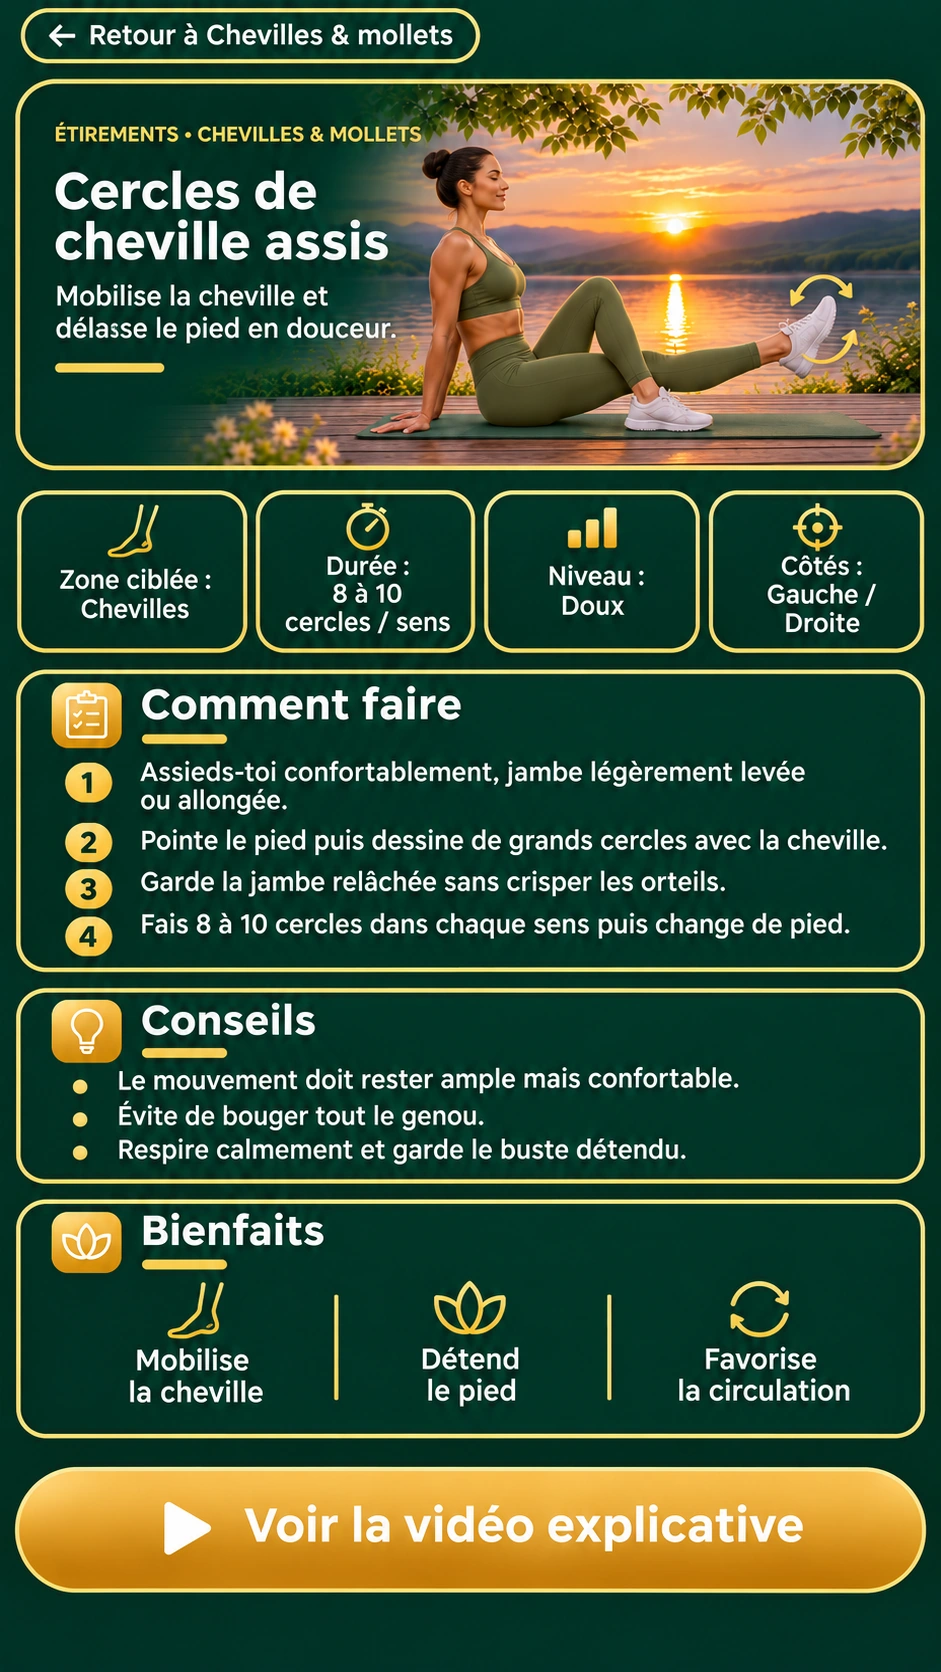 ← Retour à Chevilles & mollets
ÉTIREMENTS • CHEVILLES & MOLLETS
Cercles de
cheville assis
Mobilise la cheville et
délasse le pied en douceur.
Zone ciblée :
Chevilles
Durée :
8 à 10
cercles / sens
Niveau :
Doux
Côtés :
Gauche /
Droite
Comment faire
1 Assieds-toi confortablement, jambe légèrement levée
ou allongée.
2 Pointe le pied puis dessine de grands cercles avec la cheville.
3 Garde la jambe relâchée sans crisper les orteils.
4 Fais 8 à 10 cercles dans chaque sens puis change de pied.
Conseils
• Le mouvement doit rester ample mais confortable.
• Évite de bouger tout le genou.
• Respire calmement et garde le buste détendu.
Bienfaits
Mobilise
la cheville
Détend
le pied
Favorise
la circulation
Voir la vidéo explicative